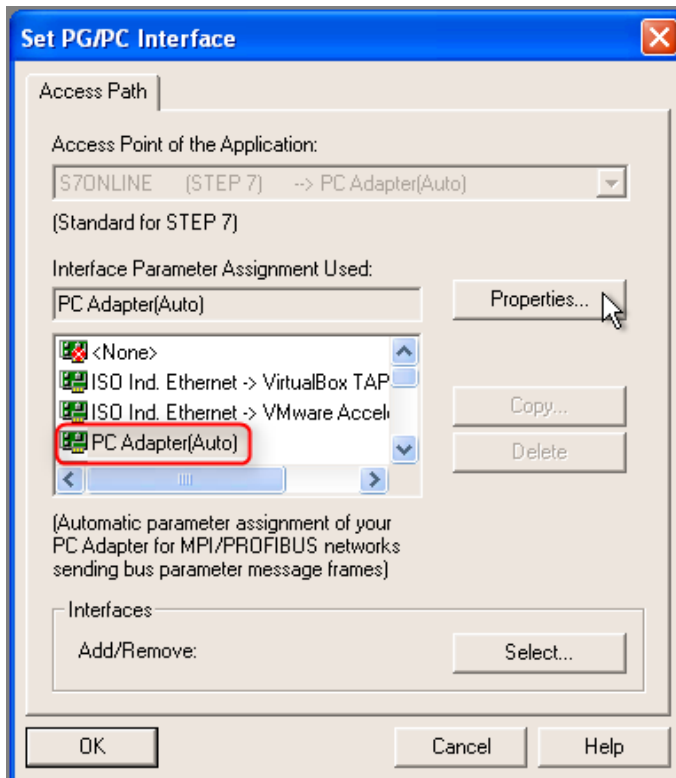 Set PG/PC Interface
Access Path
Access Point of the Application:
S7ONLINE (STEP 7) --> PC Adapter(Auto)
(Standard for STEP 7)
Interface Parameter Assignment Used:
PC Adapter(Auto)
Properties...
<None>
ISO Ind. Ethernet -> VirtualBox TAP
ISO Ind. Ethernet -> VMware Accel
PC Adapter(Auto)
Copy...
Delete
(Automatic parameter assignment of your
PC Adapter for MPI/PROFIBUS networks
sending bus parameter message frames)
Interfaces
Add/Remove:
Select...
OK
Cancel
Help